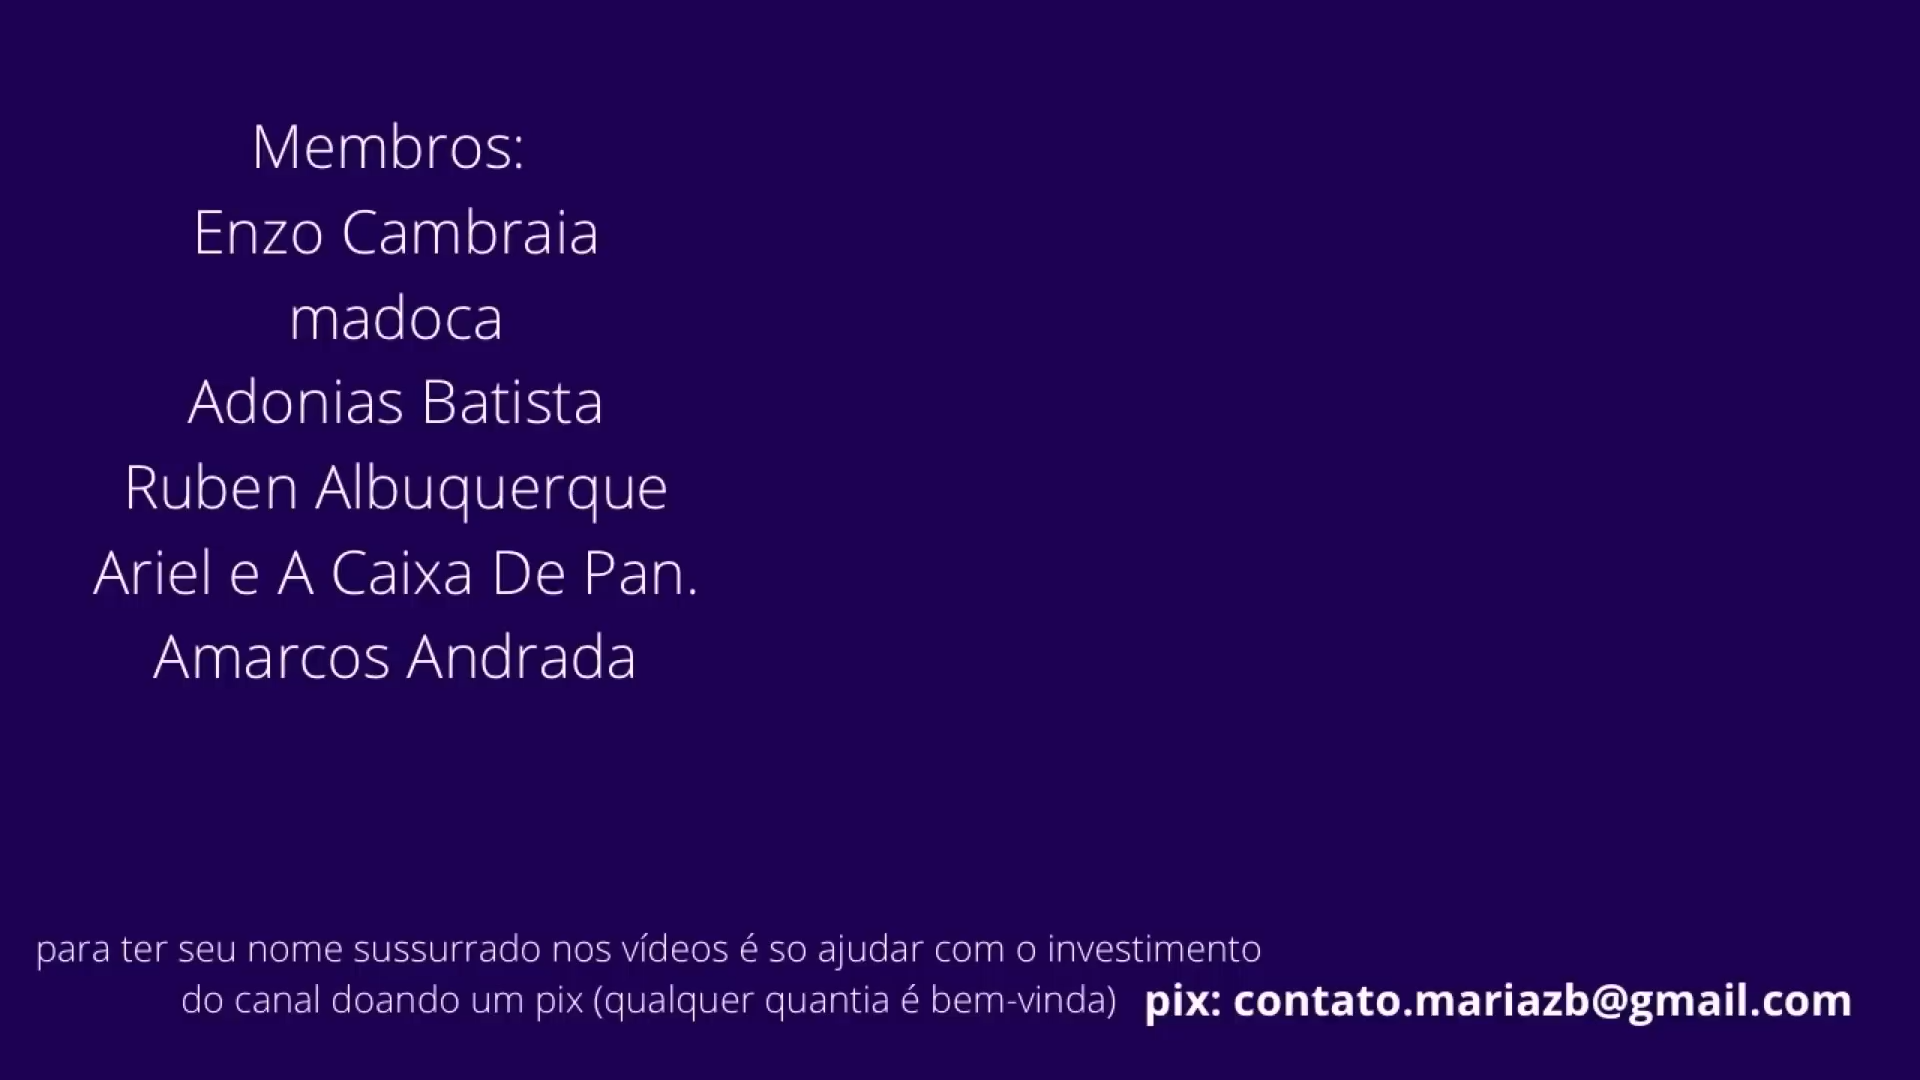 Membros:
Enzo Cambraia
madoca
Adonias Batista
Ruben Albuquerque
Ariel e A Caixa De Pan.
Amarcos Andrada
para ter seu nome sussurrado nos vídeos é so ajudar com o investimento
do canal doando um pix (qualquer quantia é bem-vinda) pix: contato.mariazb@gmail.com